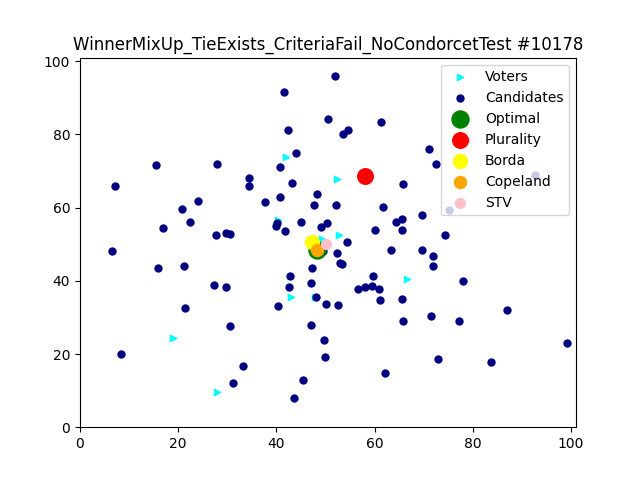 WinnerMixUp_TieExists_CriteriaFail_NoCondorcetTest #10178
100
80
60
40
20
0
0 20 40 60 80 100
Voters
Candidates
Optimal
Plurality
Borda
Copeland
STV